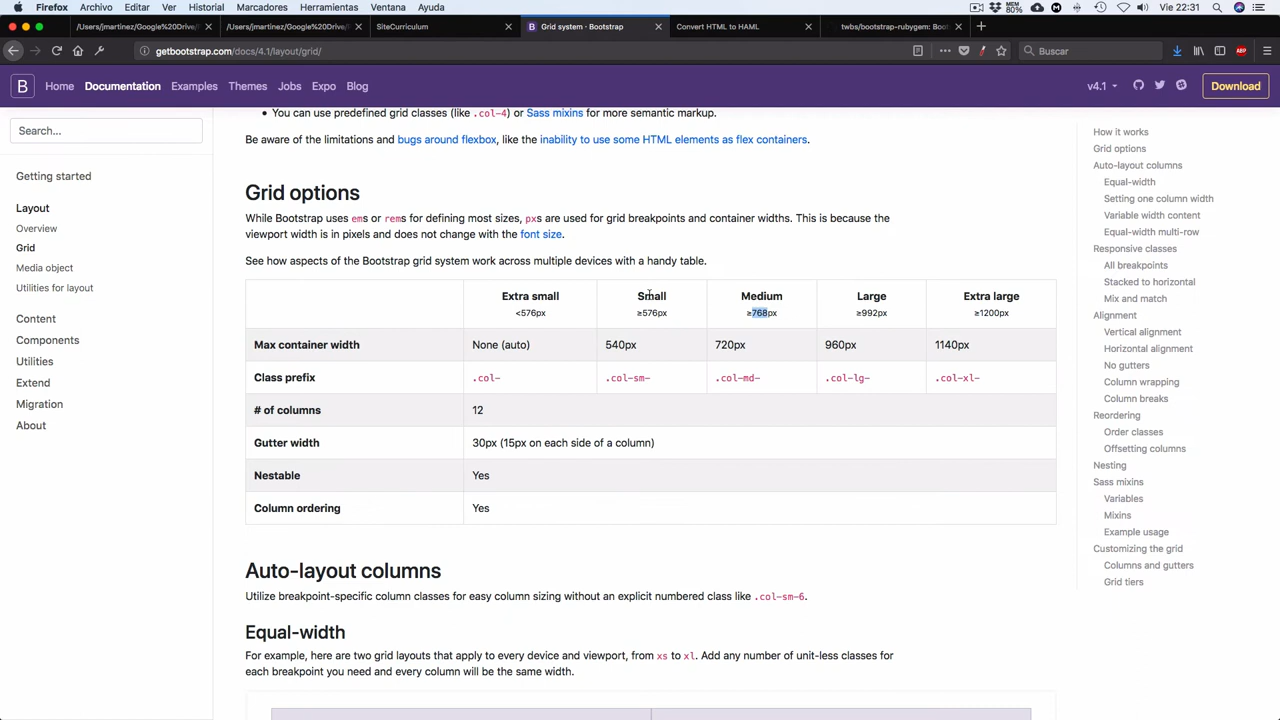 Firefox Archivo Editar Ver Historial Marcadores Herramientas Ventana Ayuda
MEM 80% Vie 22:31
/Users/jmartinez/Google%20Drive/ × /Users/jmartinez/Google%20Drive/ × SiteCurriculum × Grid system · Bootstrap × Convert HTML to HAML × twbs/bootstrap-rubygem: Boot ×
getbootstrap.com/docs/4.1/layout/grid/ Buscar ABP
B Home Documentation Examples Themes Jobs Expo Blog v4.1 Download
Search...
Getting started
Layout
Overview
Grid
Media object
Utilities for layout
Content
Components
Utilities
Extend
Migration
About
• You can use predefined grid classes (like .col-4) or Sass mixins for more semantic markup.
Be aware of the limitations and bugs around flexbox, like the inability to use some HTML elements as flex containers.
Grid options
While Bootstrap uses ems or rems for defining most sizes, pxs are used for grid breakpoints and container widths. This is because the
viewport width is in pixels and does not change with the font size.
See how aspects of the Bootstrap grid system work across multiple devices with a handy table.
Extra small Small Medium Large Extra large
<576px ≥576px ≥768px ≥992px ≥1200px
Max container width None (auto) 540px 720px 960px 1140px
Class prefix .col- .col-sm- .col-md- .col-lg- .col-xl-
# of columns 12
Gutter width 30px (15px on each side of a column)
Nestable Yes
Column ordering Yes
Auto-layout columns
Utilize breakpoint-specific column classes for easy column sizing without an explicit numbered class like .col-sm-6.
Equal-width
For example, here are two grid layouts that apply to every device and viewport, from xs to xl. Add any number of unit-less classes for
each breakpoint you need and every column will be the same width.
How it works
Grid options
Auto-layout columns
Equal-width
Setting one column width
Variable width content
Equal-width multi-row
Responsive classes
All breakpoints
Stacked to horizontal
Mix and match
Alignment
Vertical alignment
Horizontal alignment
No gutters
Column wrapping
Column breaks
Reordering
Order classes
Offsetting columns
Nesting
Sass mixins
Variables
Mixins
Example usage
Customizing the grid
Columns and gutters
Grid tiers